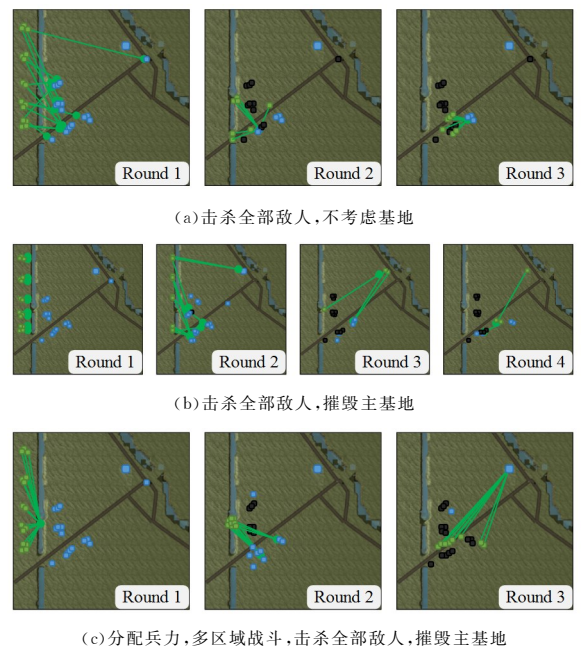 Round 1 Round 2 Round 3
(a)击杀全部敌人,不考虑基地
Round 1 Round 2 Round 3 Round 4
(b)击杀全部敌人,摧毁主基地
Round 1 Round 2 Round 3
(c)分配兵力,多区域战斗,击杀全部敌人,摧毁主基地